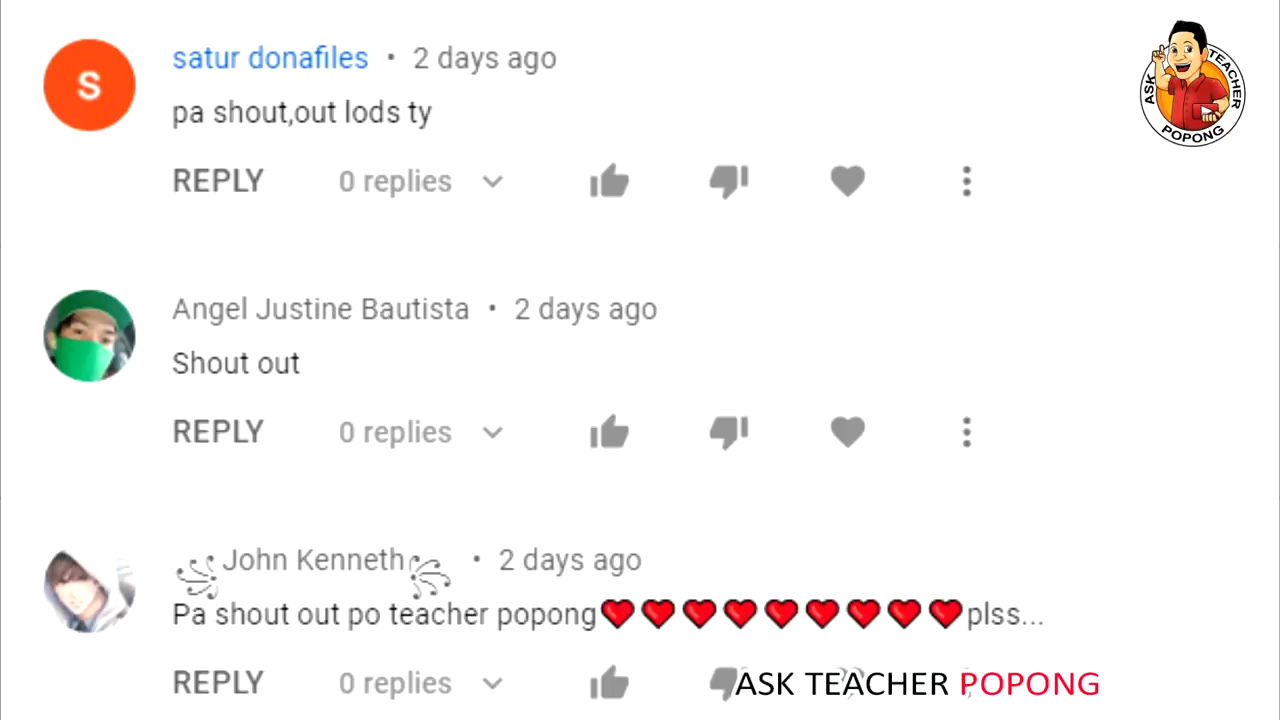 S
satur donafiles • 2 days ago
pa shout,out lods ty
REPLY 0 replies
Angel Justine Bautista • 2 days ago
Shout out
REPLY 0 replies
꧁John Kenneth꧂ • 2 days ago
Pa shout out po teacher popong❤❤❤❤❤❤❤❤❤plss...
REPLY 0 replies
ASK TEACHER POPONG
ASK TEACHER POPONG